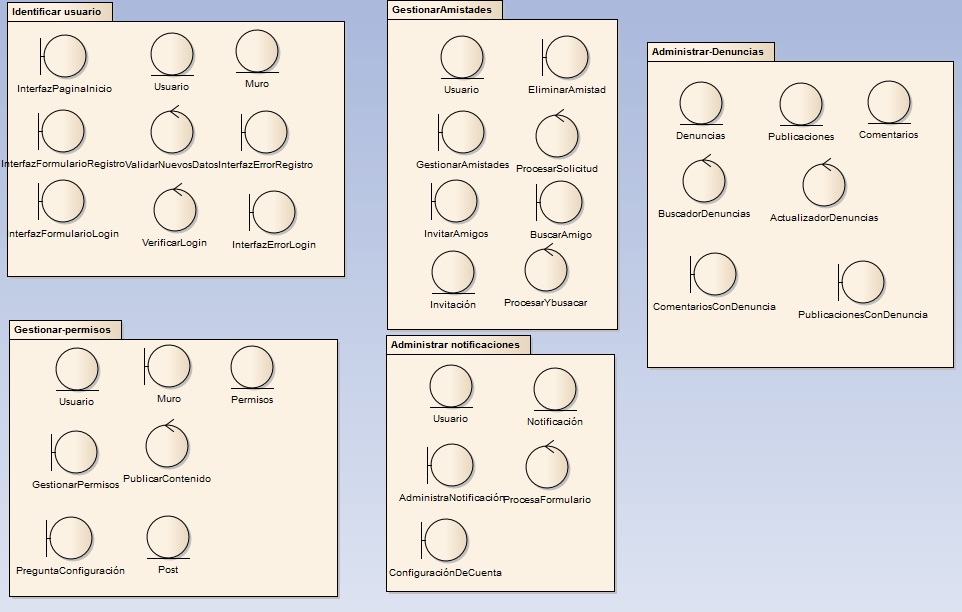 Identificar usuario
InterfazPaginaInicio
Usuario
Muro
InterfazFormularioRegistro
ValidarNuevosDatos
InterfazErrorRegistro
InterfazFormularioLogin
VerificarLogin
InterfazErrorLogin
GestionarAmistades
Usuario
EliminarAmistad
GestionarAmistades
ProcesarSolicitud
InvitarAmigos
BuscarAmigo
Invitación
ProcesarYbusacar
Administrar-Denuncias
Denuncias
Publicaciones
Comentarios
BuscadorDenuncias
ActualizadorDenuncias
ComentariosConDenuncia
PublicacionesConDenuncia
Gestionar-permisos
Usuario
Muro
Permisos
GestionarPermisos
PublicarContenido
PreguntaConfiguración
Post
Administrar notificaciones
Usuario
Notificación
AdministraNotificación
ProcesaFormulario
ConfiguraciónDeCuenta